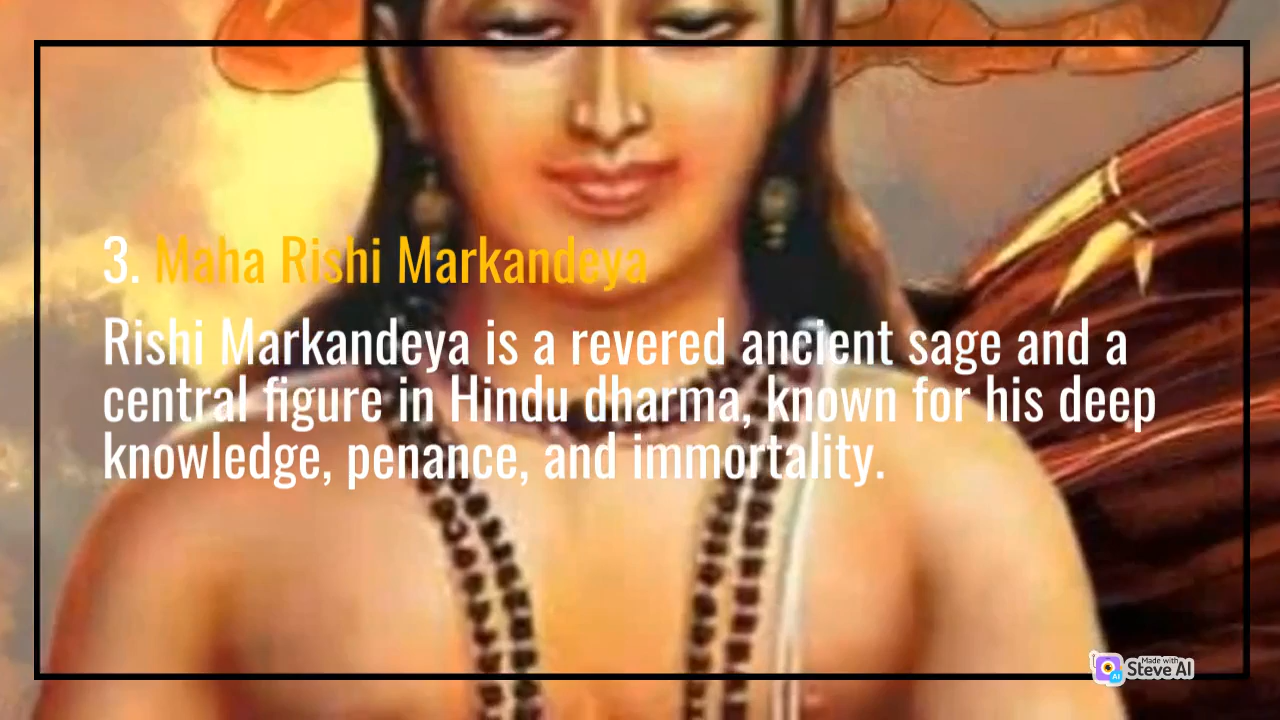 3. Maha Rishi Markandeya
Rishi Markandeya is a revered ancient sage and a
central figure in Hindu dharma, known for his deep
knowledge, penance, and immortality.
Made with
Steve AI
AI